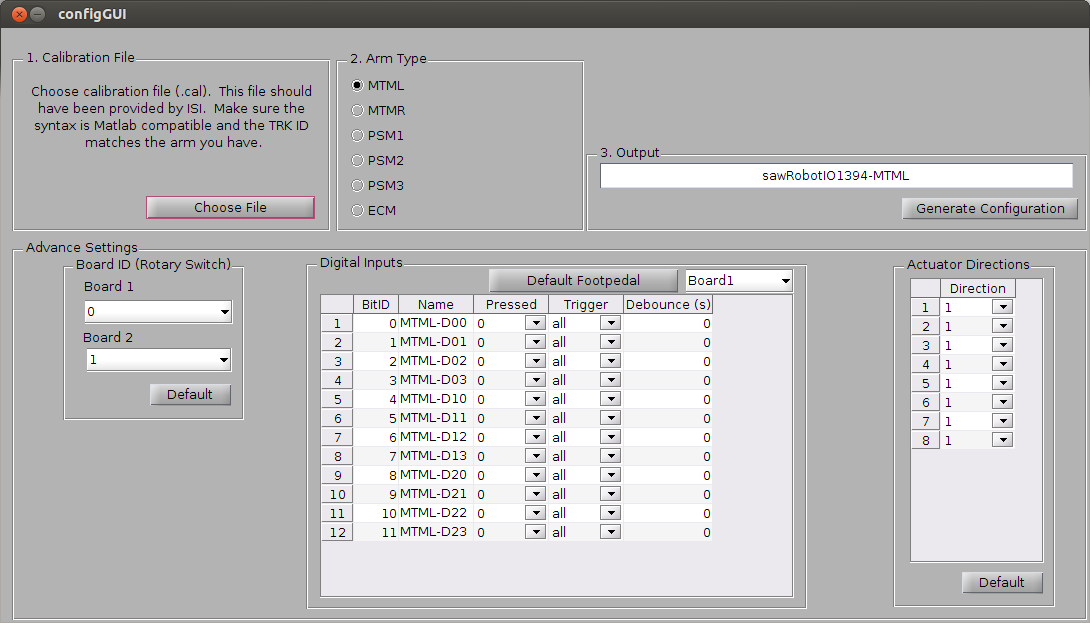 configGUI
1. Calibration File
Choose calibration file (.cal).  This file should
have been provided by ISI.  Make sure the
syntax is Matlab compatible and the TRK ID
matches the arm you have.
Choose File
2. Arm Type
MTML
MTMR
PSM1
PSM2
PSM3
ECM
3. Output
sawRobotIO1394-MTML
Generate Configuration
Advance Settings
Board ID (Rotary Switch)
Board 1
0
Board 2
1
Default
Digital Inputs
Default Footpedal Board1
BitID Name Pressed Trigger Debounce (s)
1 0 MTML-D00 0 all 0
2 1 MTML-D01 0 all 0
3 2 MTML-D02 0 all 0
4 3 MTML-D03 0 all 0
5 4 MTML-D10 0 all 0
6 5 MTML-D11 0 all 0
7 6 MTML-D12 0 all 0
8 7 MTML-D13 0 all 0
9 8 MTML-D20 0 all 0
10 9 MTML-D21 0 all 0
11 10 MTML-D22 0 all 0
12 11 MTML-D23 0 all 0
Actuator Directions
Direction
1 1
2 1
3 1
4 1
5 1
6 1
7 1
8 1
Default